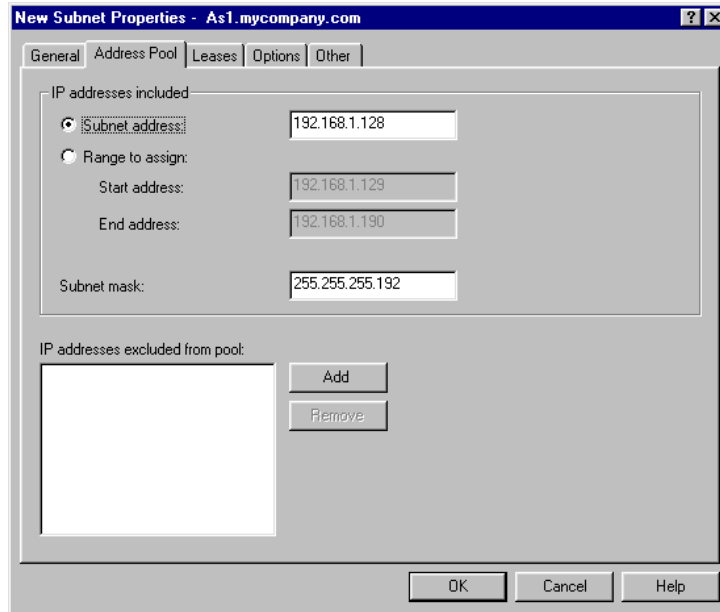 New Subnet Properties - As1.mycompany.com
General Address Pool Leases Options Other
IP addresses included
Subnet address: 192.168.1.128
Range to assign:
Start address: 192.168.1.129
End address: 192.168.1.190
Subnet mask: 255.255.255.192
IP addresses excluded from pool:
Add
Remove
OK Cancel Help